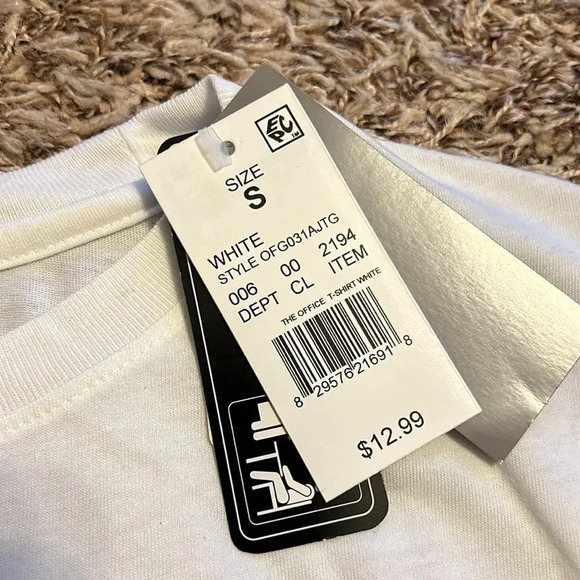 EPC™
SIZE
S
WHITE
STYLE OFG031AJTG
006 00 2194
DEPT CL ITEM
THE OFFICE T-SHIRT WHITE
8 29576 21691 8
$12.99